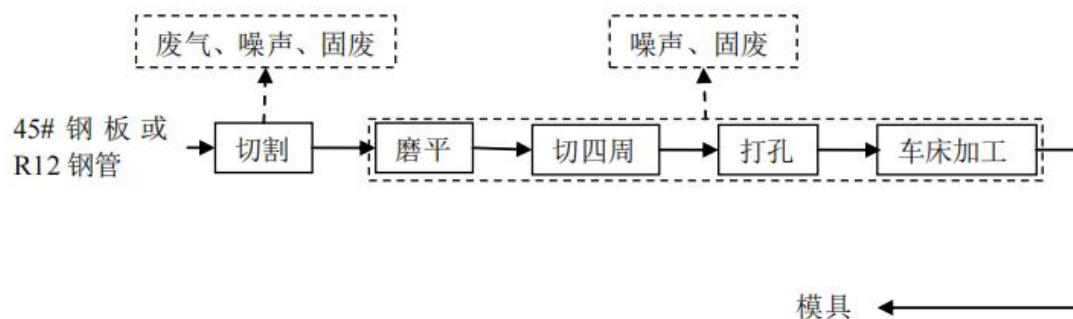 废气、噪声、固废
噪声、固废
45# 钢 板 或
R12 钢管
切割
磨平
切四周
打孔
车床加工
模具